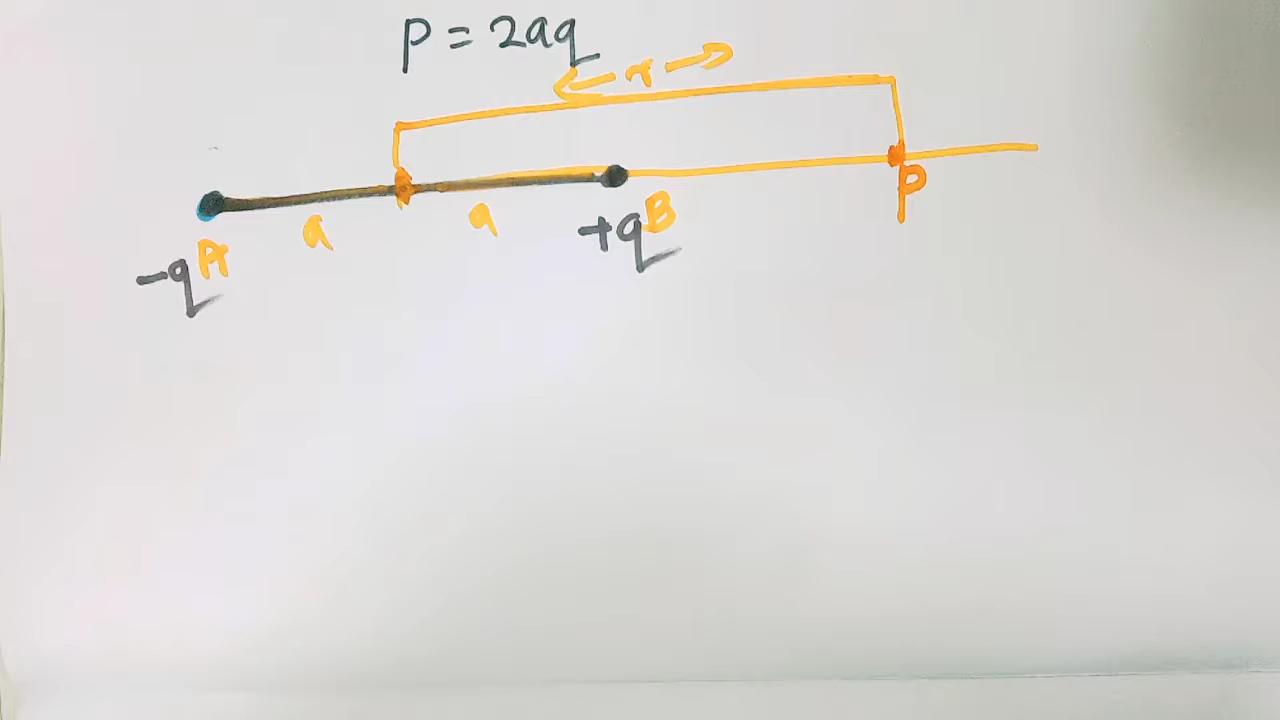 P = 2aq
r
P
a a
+q B
-q A